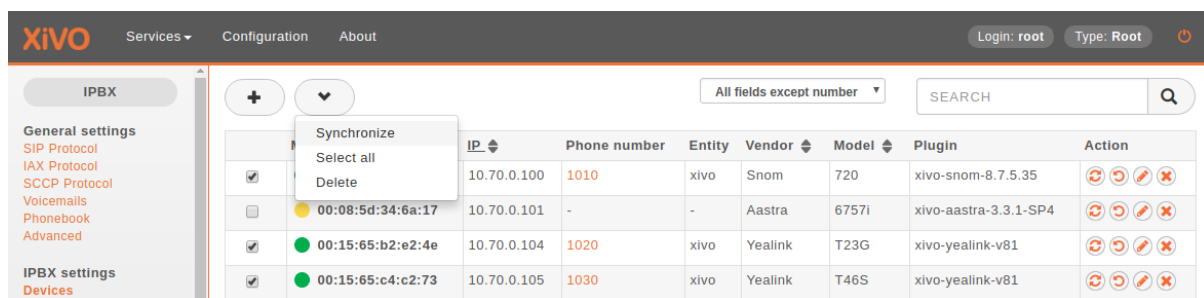 XiVO Services Configuration About Login: root Type: Root
IPBX
General settings
SIP Protocol
IAX Protocol
SCCP Protocol
Voicemails
Phonebook
Advanced
IPBX settings
Devices
All fields except number SEARCH
Synchronize
Select all
Delete
IP Phone number Entity Vendor Model Plugin Action
10.70.0.100 1010 xivo Snom 720 xivo-snom-8.7.5.35
00:08:5d:34:6a:17 10.70.0.101 - - Aastra 6757i xivo-aastra-3.3.1-SP4
00:15:65:b2:e2:4e 10.70.0.104 1020 xivo Yealink T23G xivo-yealink-v81
00:15:65:c4:c2:73 10.70.0.105 1030 xivo Yealink T46S xivo-yealink-v81